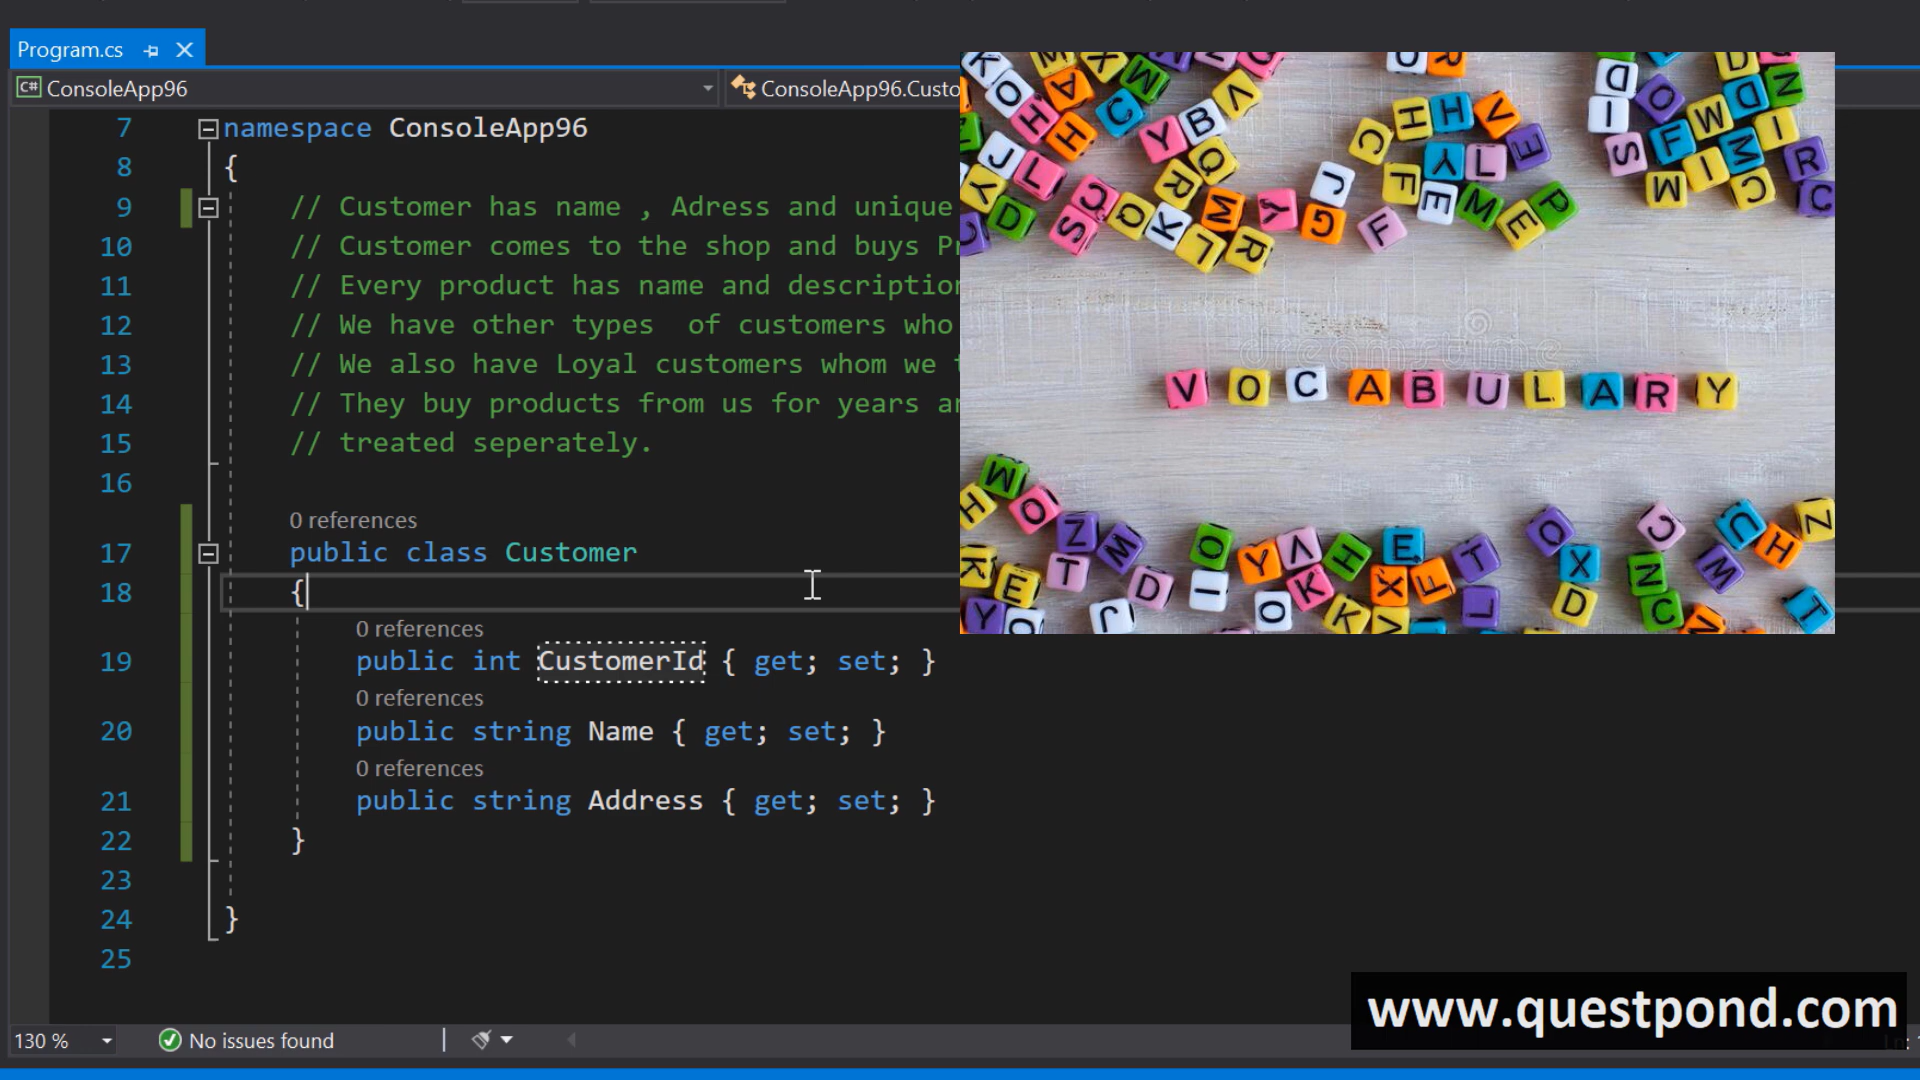 Program.cs
C# ConsoleApp96
ConsoleApp96.Custo
7 namespace ConsoleApp96
8 {
9 // Customer has name , Adress and unique
10 // Customer comes to the shop and buys P
11 // Every product has name and description
12 // We have other types of customers who
13 // We also have Loyal customers whom we
14 // They buy products from us for years a
15 // treated seperately.
16
0 references
17 public class Customer
18 {
0 references
19 public int CustomerId { get; set; }
0 references
20 public string Name { get; set; }
0 references
21 public string Address { get; set; }
22 }
23
24 }
25
dreamstime
VOCABULARY
www.questpond.com
130 %
No issues found